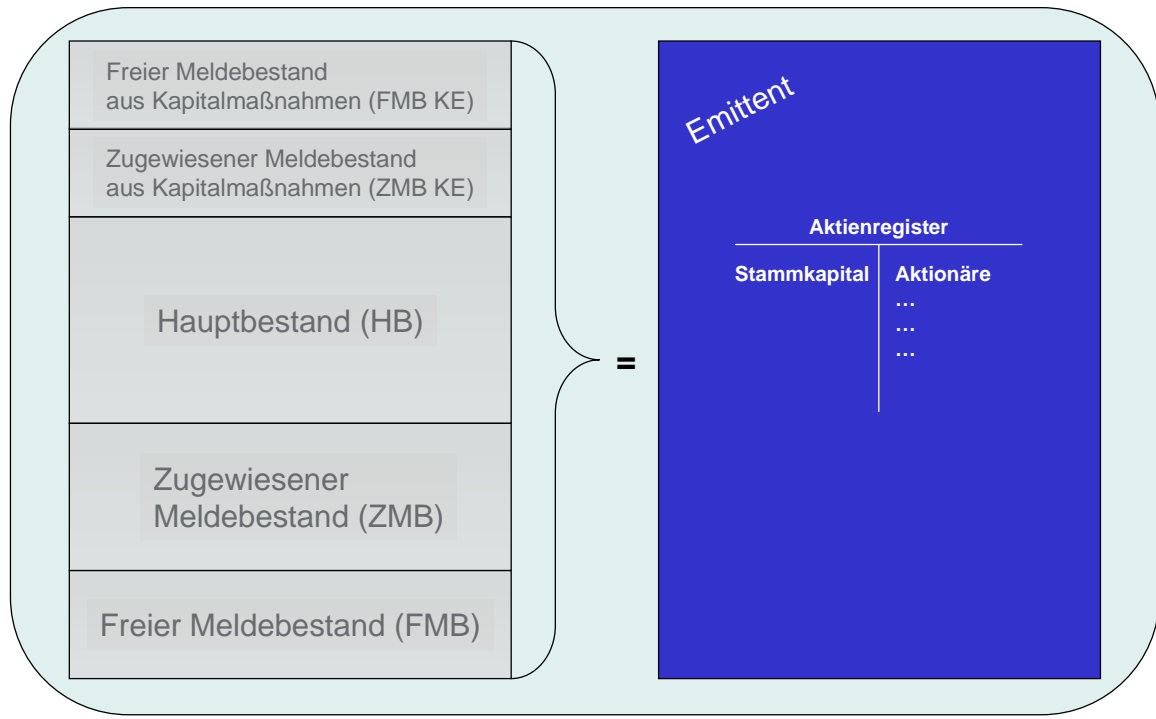 Freier Meldebestand
aus Kapitalmaßnahmen (FMB KE)
Zugewiesener Meldebestand
aus Kapitalmaßnahmen (ZMB KE)
Hauptbestand (HB)
Zugewiesener
Meldebestand (ZMB)
Freier Meldebestand (FMB)
=
Emittent
Aktienregister
Stammkapital
Aktionäre
...
...
...